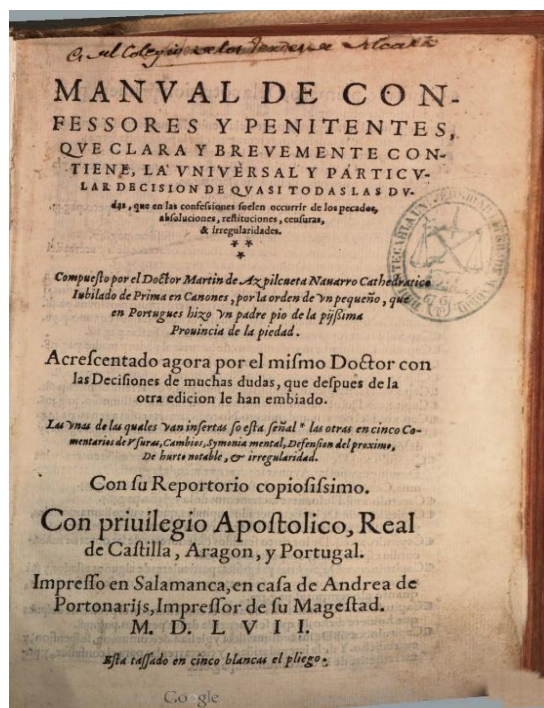 MANVAL DE CON-
FESSORES Y PENITENTES,
QVE CLARA Y BREVEMENTE CON-
TIENE, LA VNIVERSAL Y PARTICV-
LAR DECISION DE QVASI TODAS LAS DV-
das, que en las confeſsiones ſuelen occurrir de los pecados,
abſoluciones, reſtituciones, cenſuras,
& irregularidades.
* *
*
Compueſto por el Doctor Martin de Azpilcueta Nauarro Cathedratico
Iubilado de Prima en Canones, por la orden de vn pequeño, que
en Portugues hizo vn padre pio de la pijßima
Prouincia de la piedad.
Acreſcentado agora por el miſmo Doctor con
las Deciſiones de muchas dudas, que deſpues de la
otra edicion le han embiado.
Las vnas de las quales van inſertas ſo eſta ſeñal * las otras en cinco Co-
mentarios de Vſuras, Cambios, Symonia mental, Defenſion del proximo,
De hurto notable, & irregularidad.
Con ſu Reportorio copioſiſsimo.
Con priuilegio Apoſtolico, Real
de Caſtilla, Aragon, y Portugal.
Impreſſo en Salamanca, en caſa de Andrea de
Portonarijs, Impreſſor de ſu Mageſtad.
M. D. L V I I.
Eſta taſſado en cinco blancas el pliego.
Google